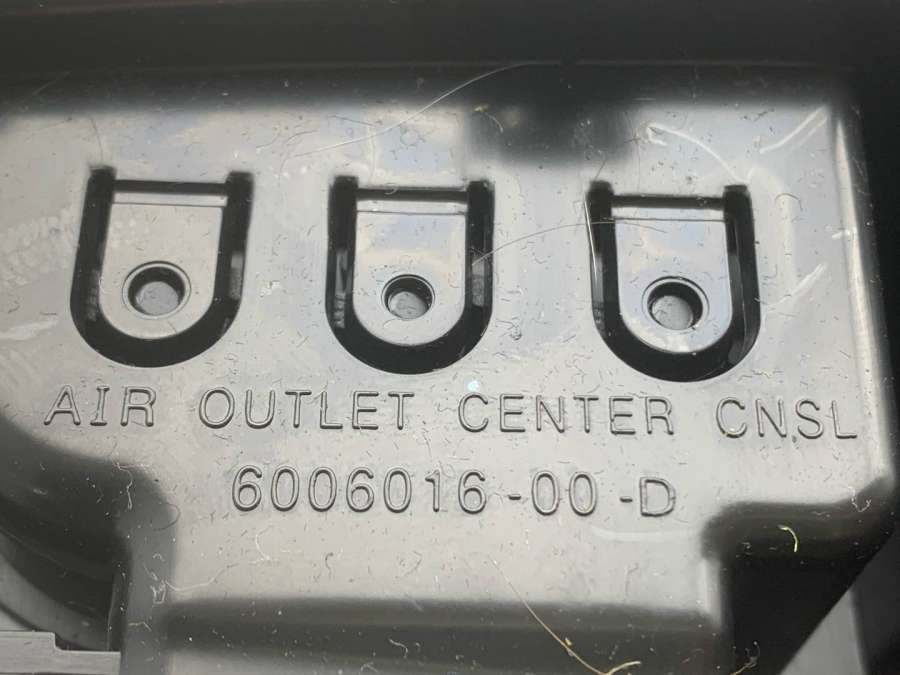 AIR OUTLET CENTER CNSL
6006016-00-D